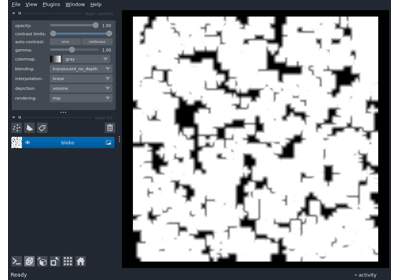 File View Plugins Window Help
opacity: 1.00
contrast limits:
auto-contrast: once continuous
gamma: 1.00
colormap: gray
blending: translucent_no_depth
interpolation: linear
depiction: volume
rendering: mip
blobs
Ready
activity